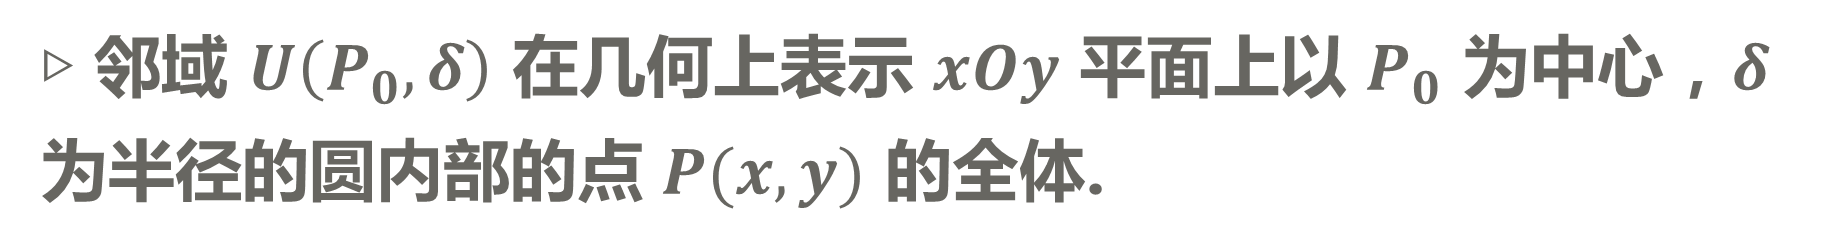 ▷ 邻域 U(P₀,δ) 在几何上表示 xOy 平面上以 P₀ 为中心，δ
为半径的圆内部的点 P(x,y) 的全体.